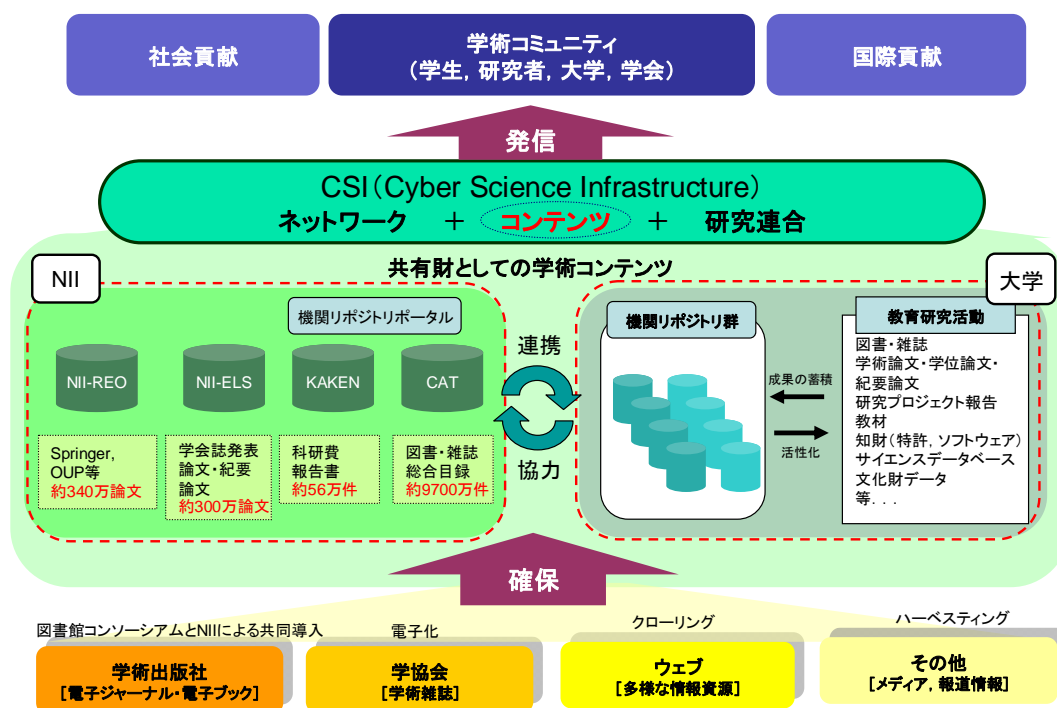 社会貢献
学術コミュニティ
(学生, 研究者, 大学, 学会)
国際貢献
発信
CSI(Cyber Science Infrastructure)
ネットワーク + コンテンツ + 研究連合
共有財としての学術コンテンツ
NII
機関リポジトリポータル
NII-REO
NII-ELS
KAKEN
CAT
Springer,
OUP等
約340万論文
学会誌発表
論文・紀要
論文
約300万論文
科研費
報告書
約56万件
図書・雑誌
総合目録
約9700万件
連携
協力
大学
機関リポジトリ群
成果の蓄積
活性化
教育研究活動
図書・雑誌
学術論文・学位論文・
紀要論文
研究プロジェクト報告
教材
知財(特許, ソフトウェア)
サイエンスデータベース
文化財データ
等...
確保
図書館コンソーシアムとNIIによる共同導入
学術出版社
[電子ジャーナル・電子ブック]
電子化
学協会
[学術雑誌]
クローリング
ウェブ
[多様な情報資源]
ハーベスティング
その他
[メディア, 報道情報]